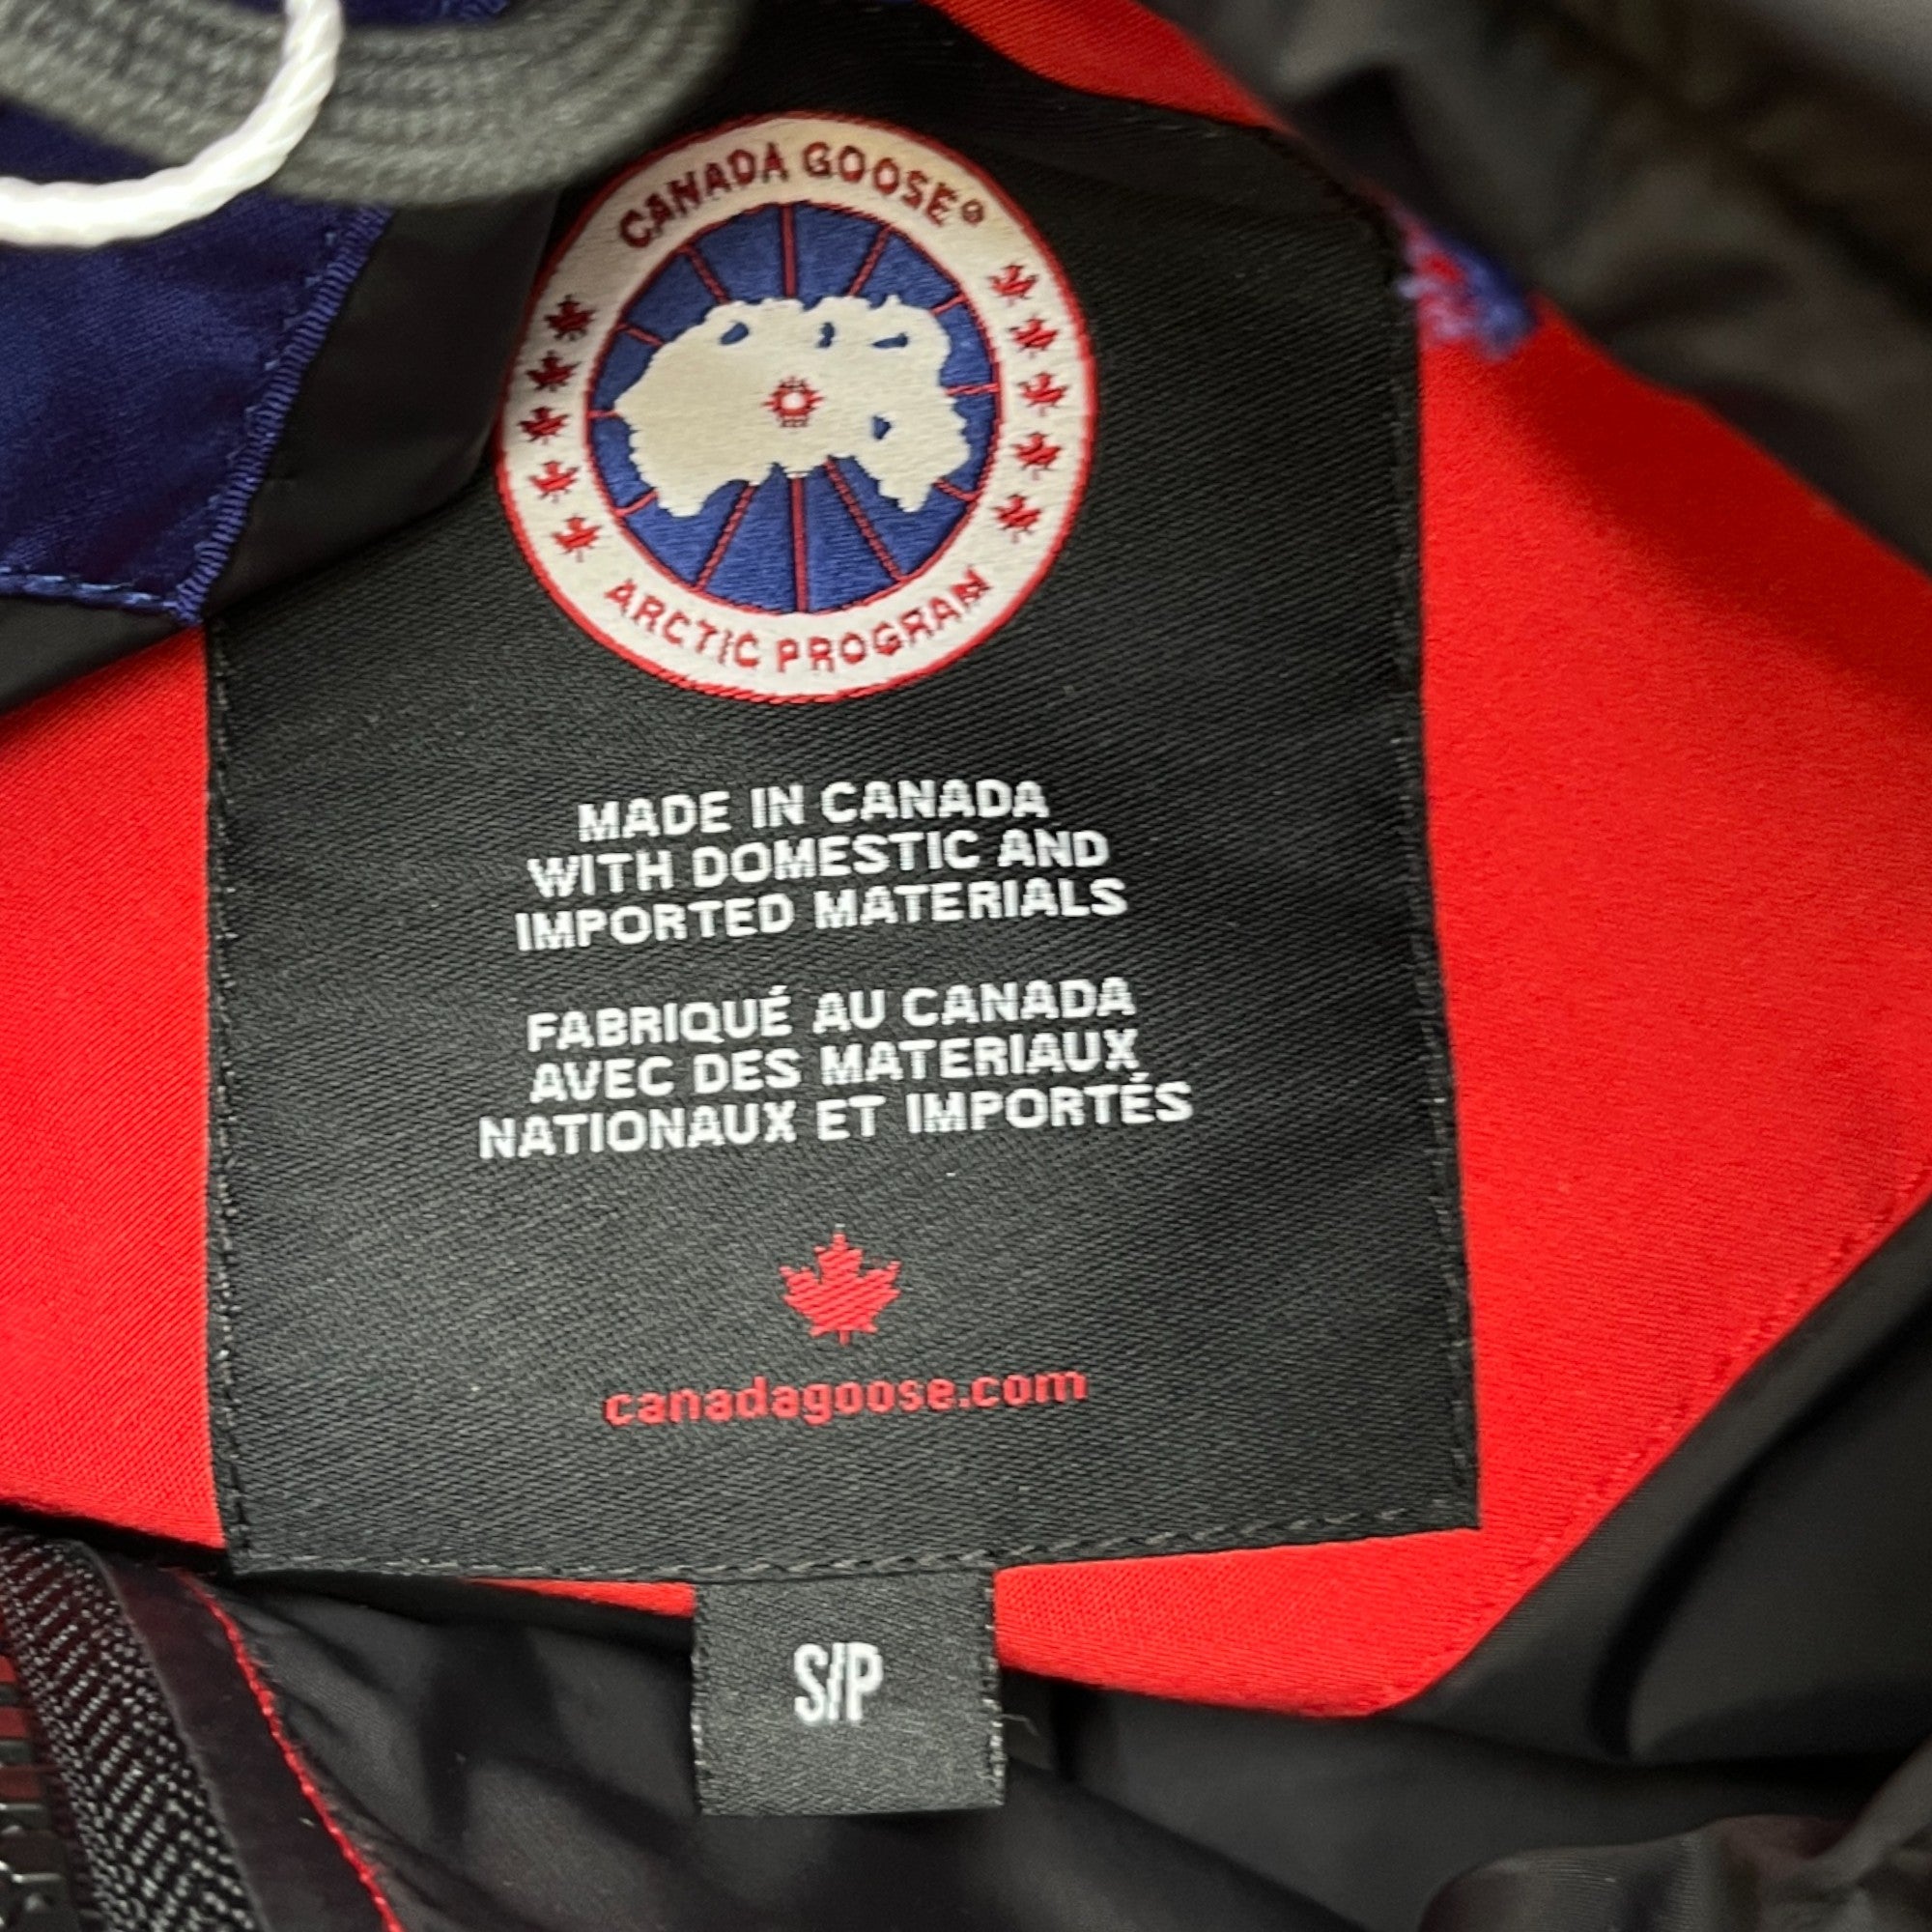 CANADA GOOSE®
ARCTIC PROGRAM
MADE IN CANADA
WITH DOMESTIC AND
IMPORTED MATERIALS
FABRIQUÉ AU CANADA
AVEC DES MATERIAUX
NATIONAUX ET IMPORTÉS
canadagoose.com
S/P